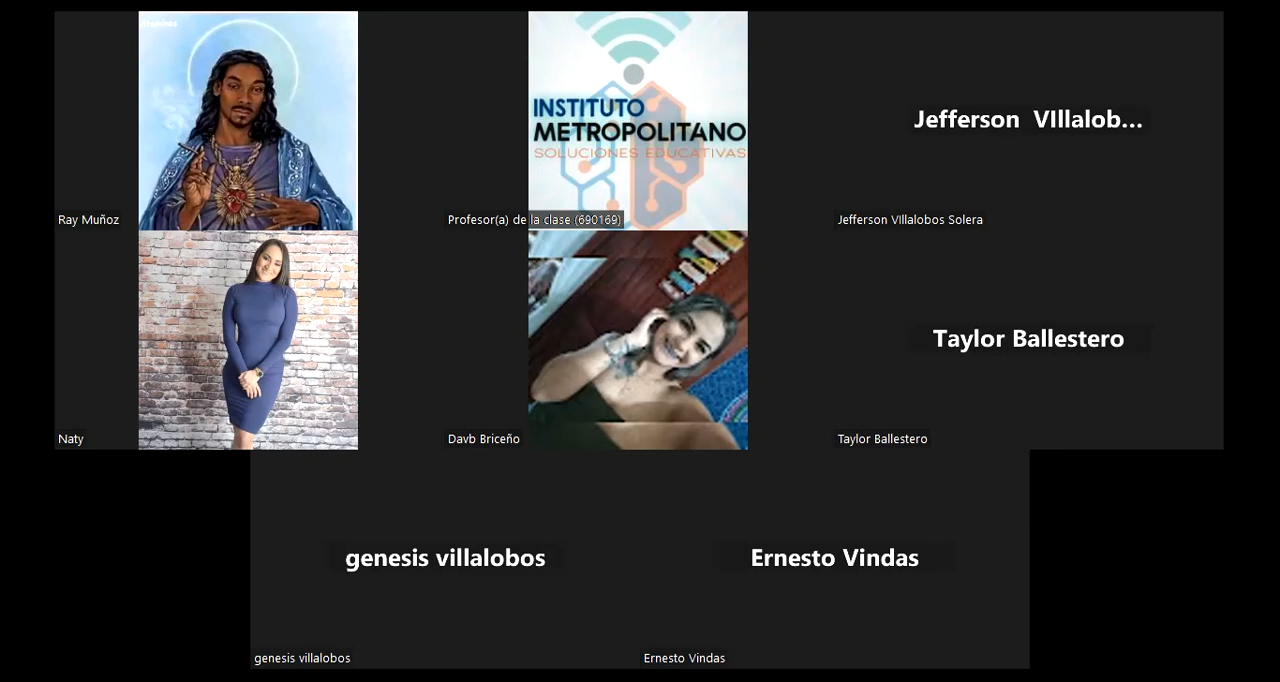 Ray Muñoz
INSTITUTO
METROPOLITANO
SOLUCIONES EDUCATIVAS
Profesor(a) de la clase (690169)
Jefferson VIllalob...
Jefferson VIllalobos Solera
Naty
Davb Briceño
Taylor Ballestero
Taylor Ballestero
genesis villalobos
genesis villalobos
Ernesto Vindas
Ernesto Vindas